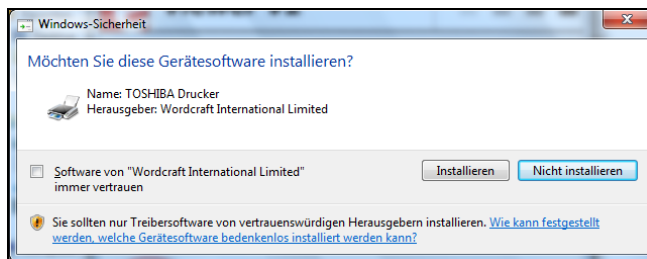 Windows-Sicherheit
Möchten Sie diese Gerätesoftware installieren?
Name: TOSHIBA Drucker
Herausgeber: Wordcraft International Limited
Software von "Wordcraft International Limited"
immer vertrauen
Installieren
Nicht installieren
Sie sollten nur Treibersoftware von vertrauenswürdigen Herausgebern installieren. Wie kann festgestellt
werden, welche Gerätesoftware bedenkenlos installiert werden kann?